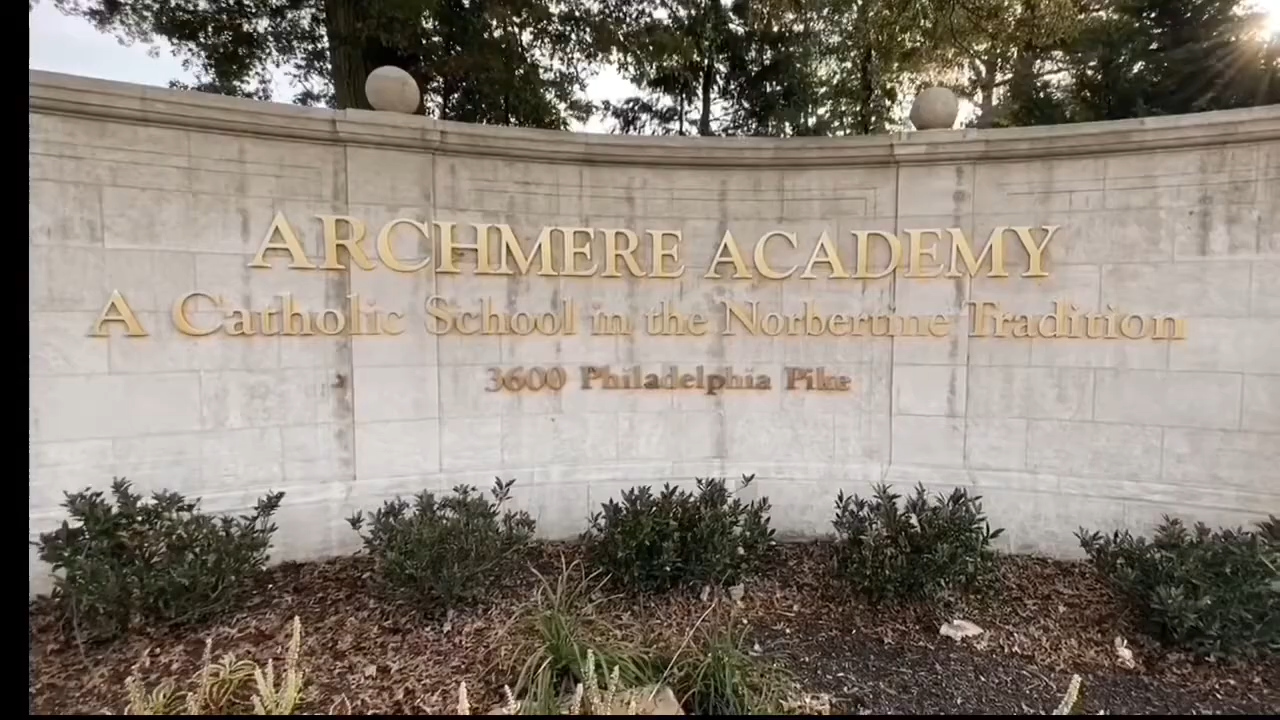 ARCHMERE ACADEMY
A Catholic School in the Norbertine Tradition
3600 Philadelphia Pike